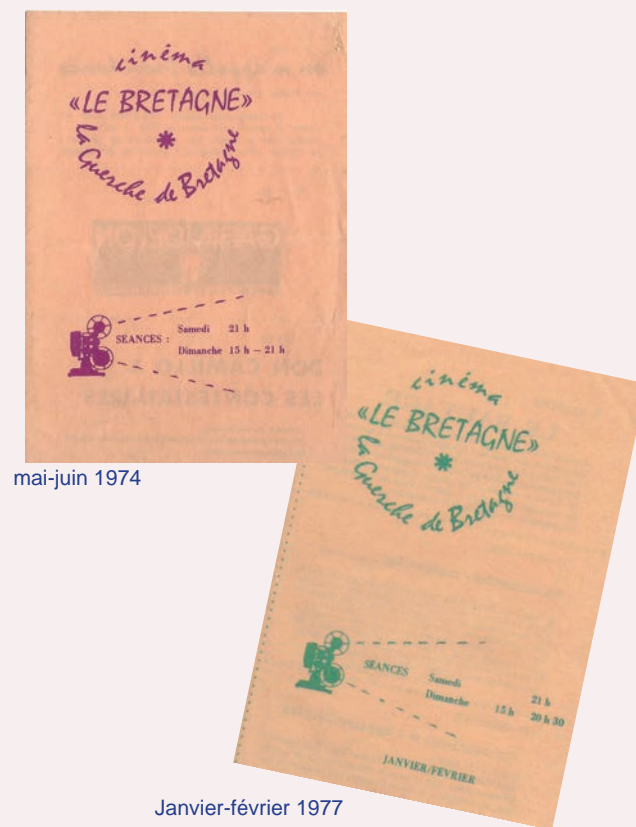 cinéma
«LE BRETAGNE»
*
la Guerche de Bretagne
SEANCES :
Samedi 21 h
Dimanche 15 h – 21 h
mai-juin 1974
cinéma
«LE BRETAGNE»
*
la Guerche de Bretagne
SEANCES
Samedi 21 h
Dimanche 15 h 20 h 30
JANVIER/FEVRIER
Janvier-février 1977